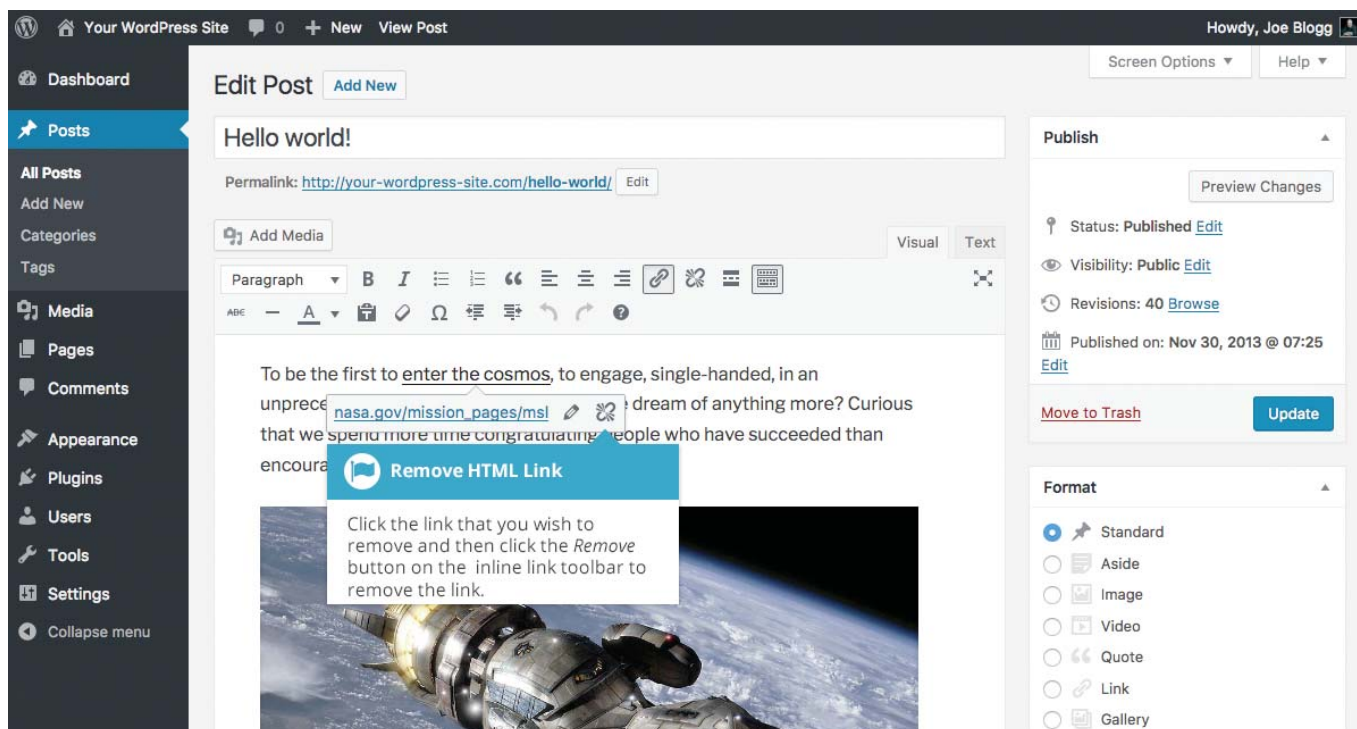 Your WordPress Site 0 + New View Post Howdy, Joe Blogg
Screen Options ▼ Help ▼
Dashboard
Posts
All Posts
Add New
Categories
Tags
Media
Pages
Comments
Appearance
Plugins
Users
Tools
Settings
Collapse menu
Edit Post Add New
Hello world!
Permalink: http://your-wordpress-site.com/hello-world/ Edit
Add Media
Visual Text
Paragraph B I
ABC A Ω
To be the first to enter the cosmos, to engage, single-handed, in an
unprece dream of anything more? Curious
nasa.gov/mission_pages/msl
that we spend more time congratulating people who have succeeded than
encoura
Remove HTML Link
Click the link that you wish to
remove and then click the Remove
button on the inline link toolbar to
remove the link.
Publish
Preview Changes
Status: Published Edit
Visibility: Public Edit
Revisions: 40 Browse
Published on: Nov 30, 2013 @ 07:25
Edit
Move to Trash Update
Format
Standard
Aside
Image
Video
Quote
Link
Gallery